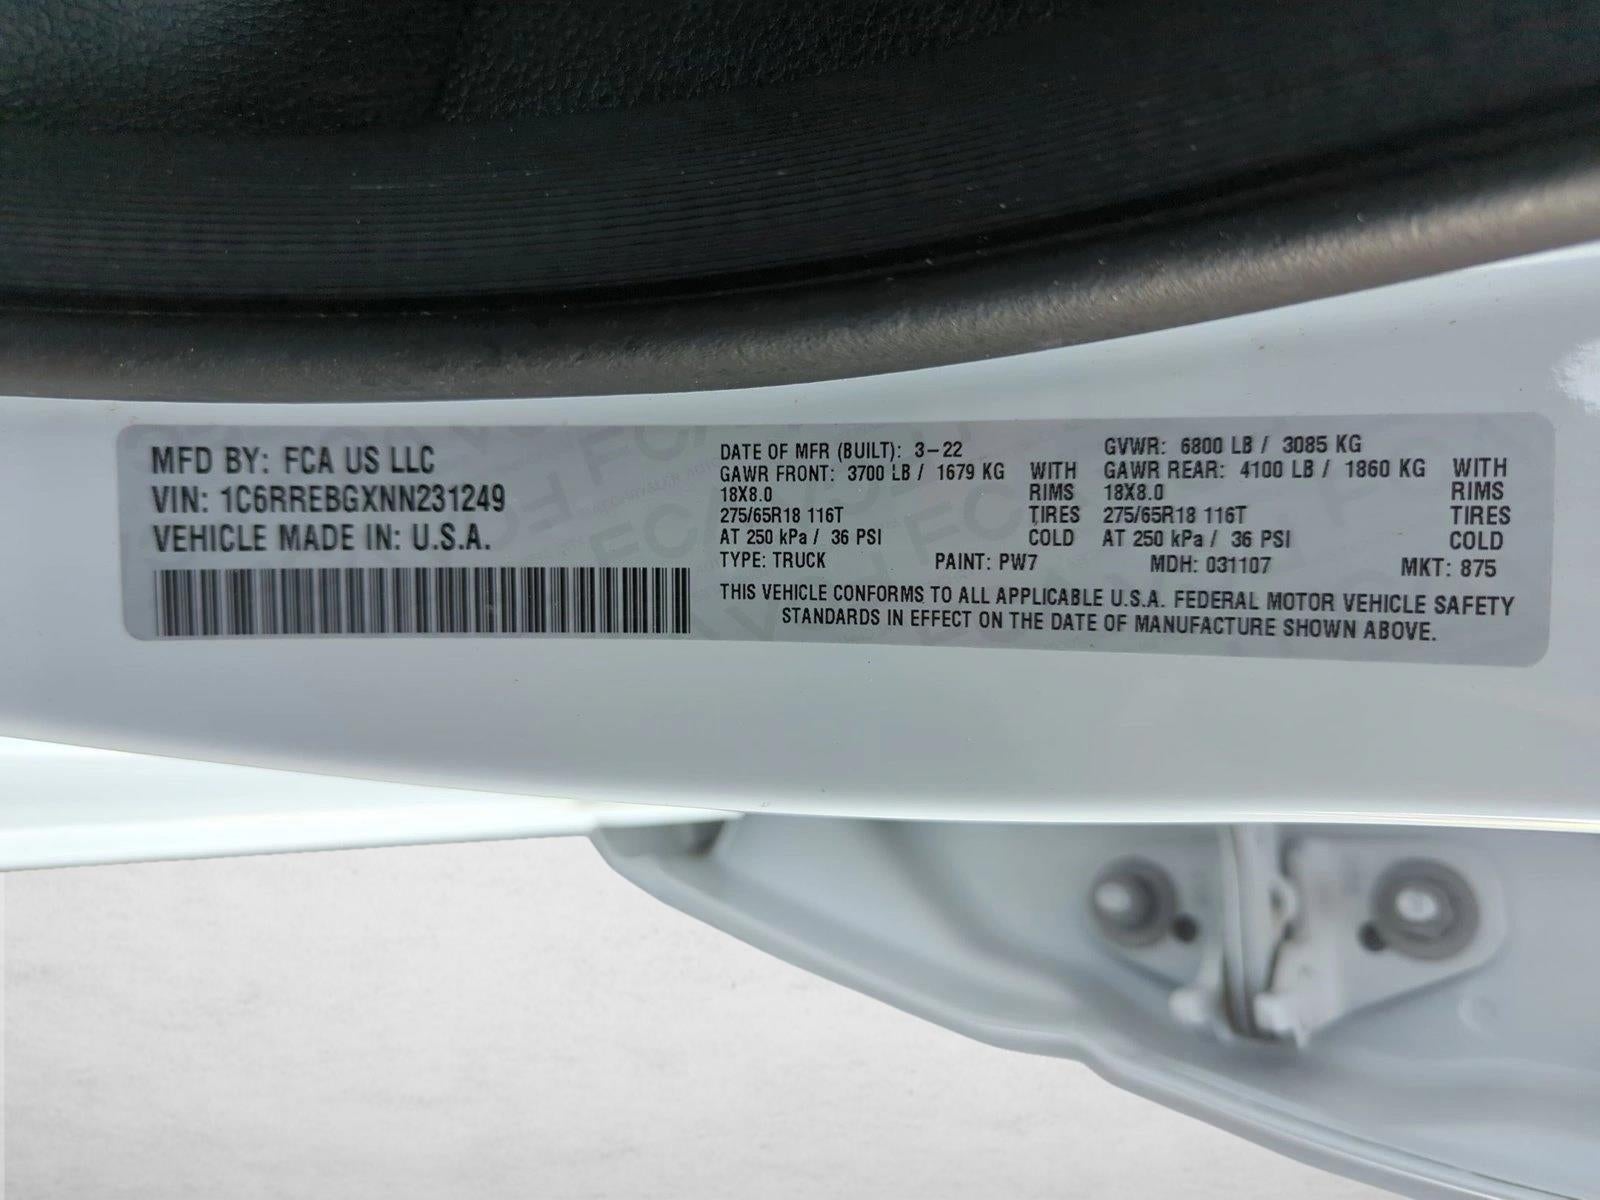 MFD BY: FCA US LLC
VIN: 1C6RREBGXNN231249
VEHICLE MADE IN: U.S.A.
DATE OF MFR (BUILT): 3-22 GVWR: 6800 LB / 3085 KG
GAWR FRONT: 3700 LB / 1679 KG WITH GAWR REAR: 4100 LB / 1860 KG WITH
18X8.0 RIMS 18X8.0 RIMS
275/65R18 116T TIRES 275/65R18 116T TIRES
AT 250 kPa / 36 PSI COLD AT 250 kPa / 36 PSI COLD
TYPE: TRUCK PAINT: PW7 MDH: 031107 MKT: 875
THIS VEHICLE CONFORMS TO ALL APPLICABLE U.S.A. FEDERAL MOTOR VEHICLE SAFETY
STANDARDS IN EFFECT ON THE DATE OF MANUFACTURE SHOWN ABOVE.